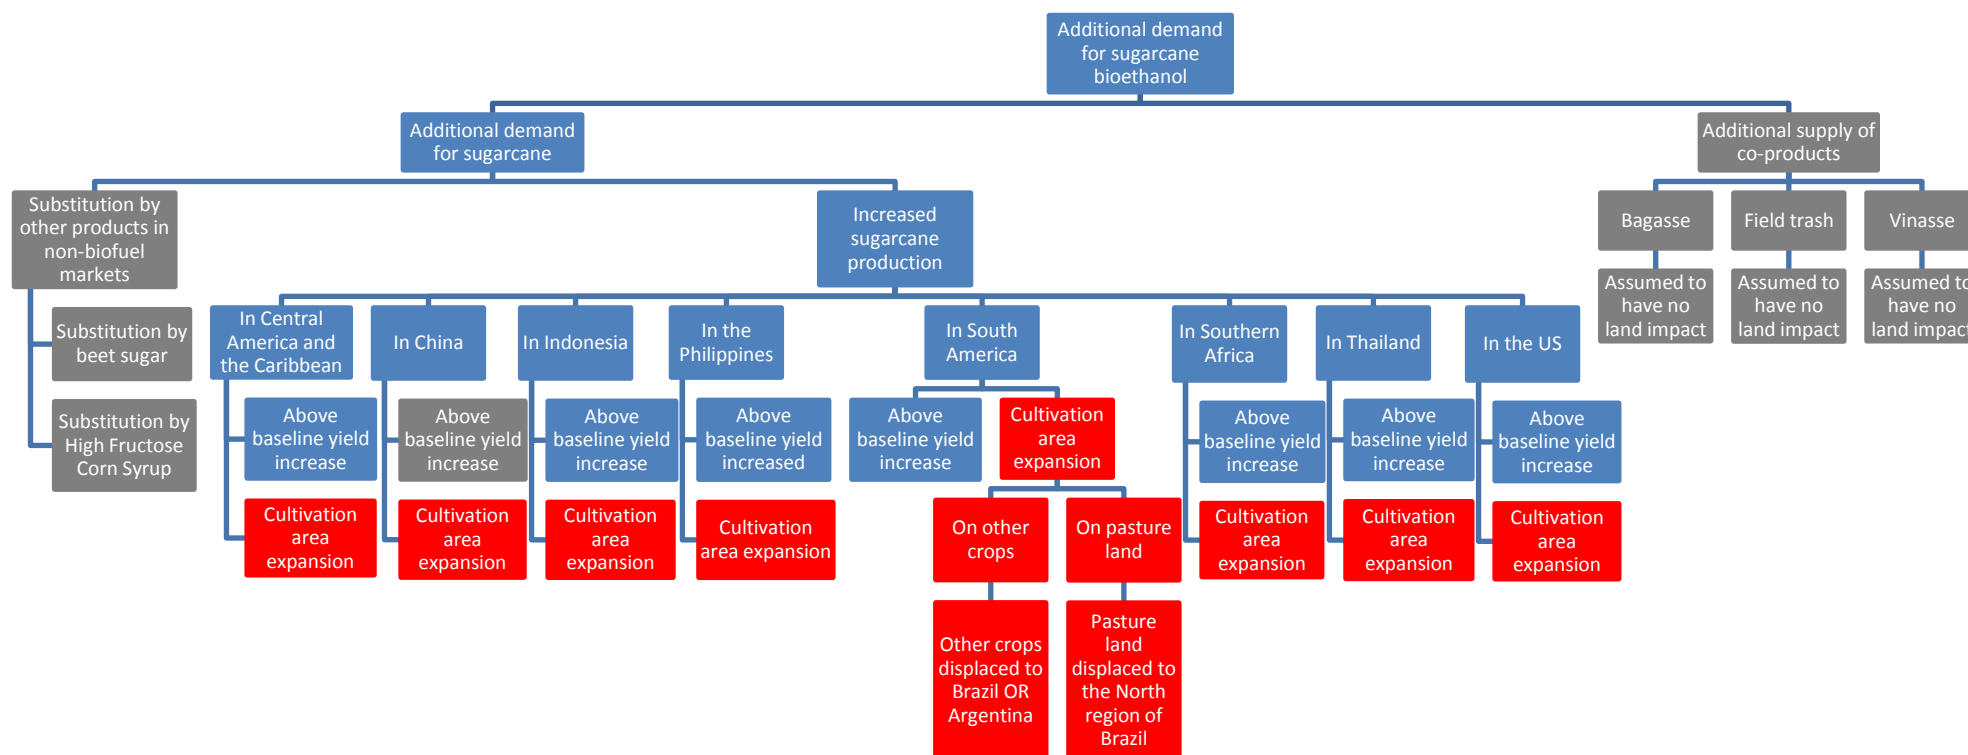 Additional demand
for sugarcane
bioethanol
Additional demand
for sugarcane
Additional supply of
co-products
Substitution by
other products in
non-biofuel
markets
Increased
sugarcane
production
Bagasse
Field trash
Vinasse
Assumed to
have no
land impact
Assumed to
have no
land impact
Assumed to
have no
land impact
Substitution by
beet sugar
Substitution by
High Fructose
Corn Syrup
In Central
America and
the Caribbean
In China
In Indonesia
In the
Philippines
In South
America
In Southern
Africa
In Thailand
In the US
Above
baseline yield
increase
Above
baseline yield
increase
Above
baseline yield
increase
Above
baseline yield
increased
Above
baseline yield
increase
Cultivation
area
expansion
Above
baseline yield
increase
Above
baseline yield
increase
Above
baseline yield
increase
Cultivation
area
expansion
Cultivation
area
expansion
Cultivation
area
expansion
Cultivation
area expansion
On other
crops
On pasture
land
Cultivation
area
expansion
Cultivation
area
expansion
Cultivation
area
expansion
Other crops
displaced to
Brazil OR
Argentina
Pasture
land
displaced to
the North
region of
Brazil